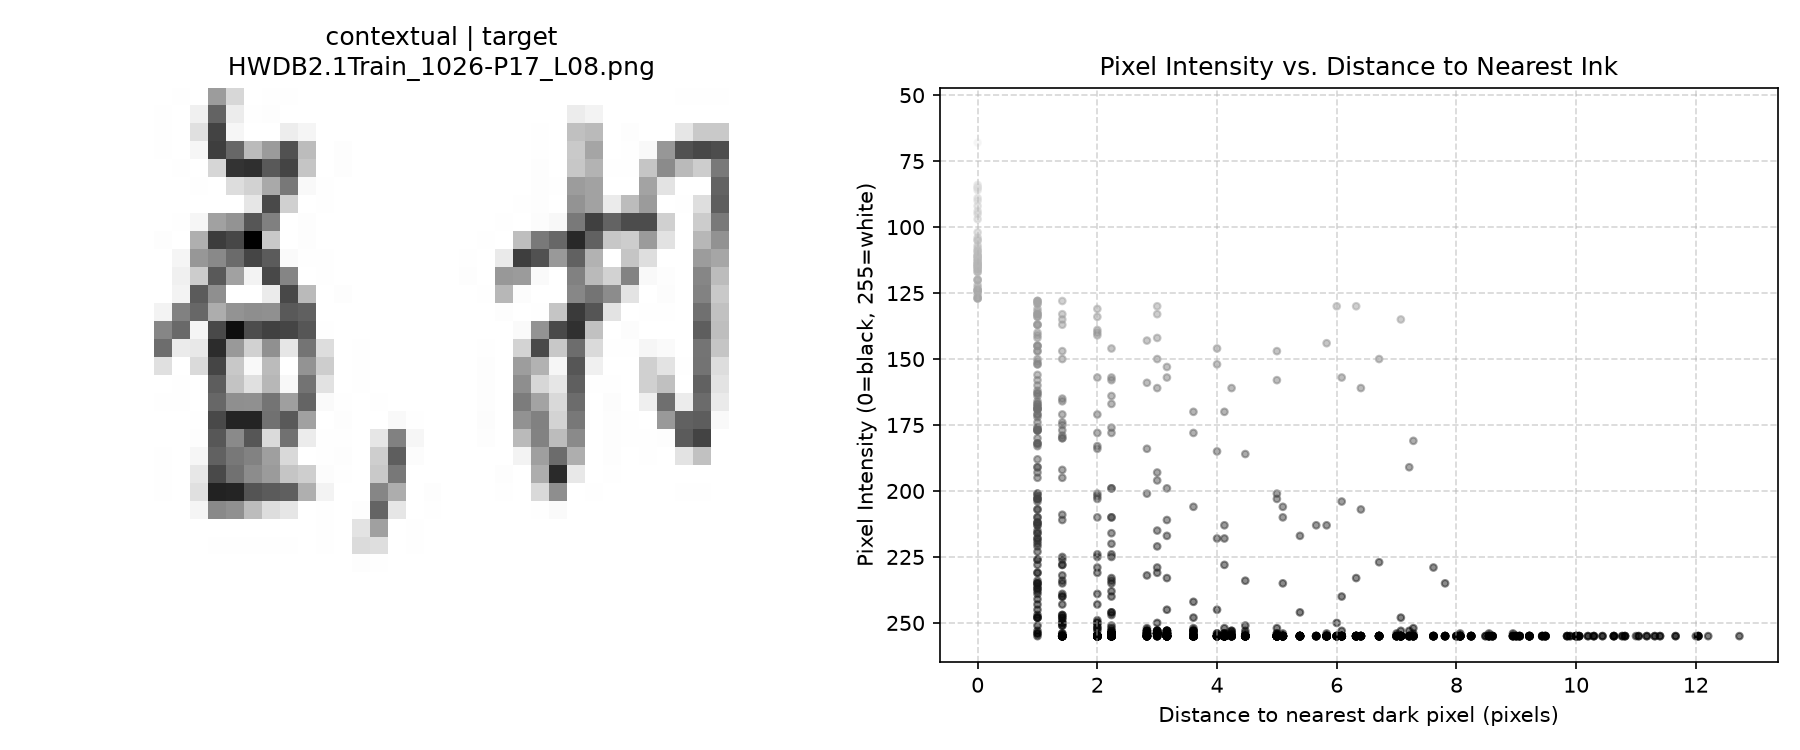 contextual | target
HWDB2.1Train_1026-P17_L08.png
Pixel Intensity vs. Distance to Nearest Ink
Pixel Intensity (0=black, 255=white)
50
75
100
125
150
175
200
225
250
0 2 4 6 8 10 12
Distance to nearest dark pixel (pixels)